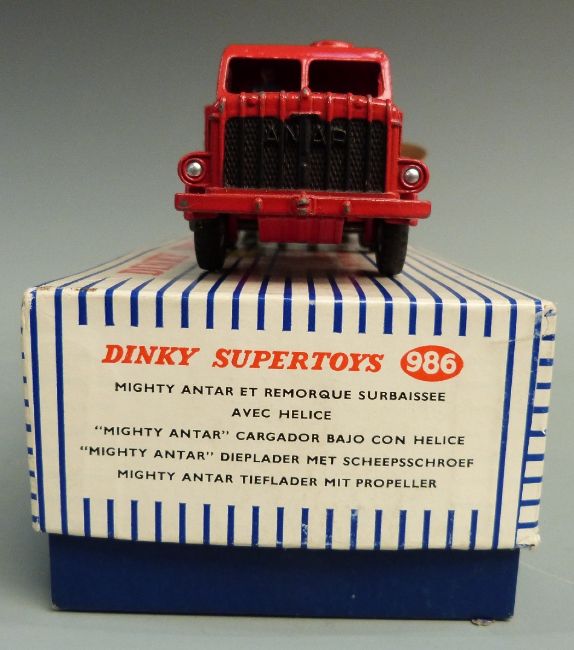 ANTAR
DINKY SUPERTOYS 986
MIGHTY ANTAR ET REMORQUE SURBAISSEE
AVEC HELICE
"MIGHTY ANTAR" CARGADOR BAJO CON HELICE
"MIGHTY ANTAR" DIEPLADER MET SCHEEPSSCHROEF
MIGHTY ANTAR TIEFLADER MIT PROPELLER